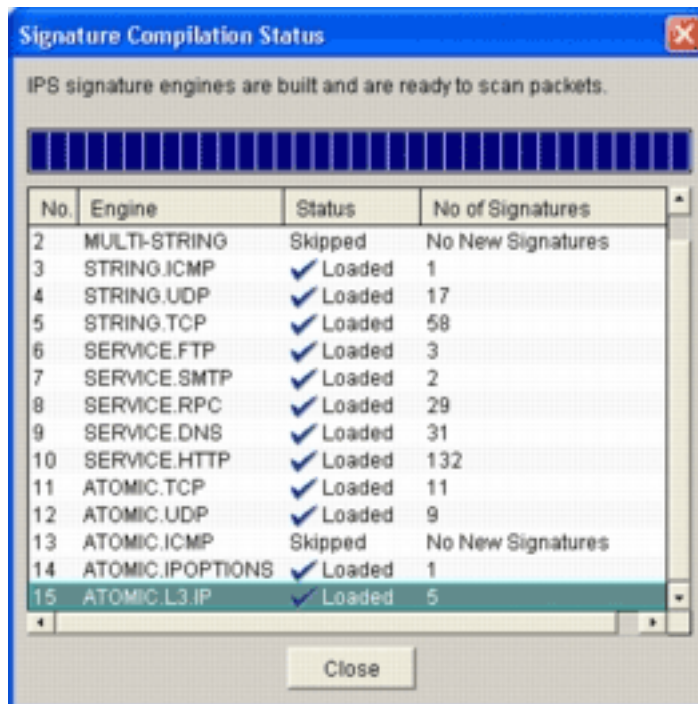 Signature Compilation Status
IPS signature engines are built and are ready to scan packets.
No. Engine Status No of Signatures
2 MULTI-STRING Skipped No New Signatures
3 STRING.ICMP Loaded 1
4 STRING.UDP Loaded 17
5 STRING.TCP Loaded 58
6 SERVICE.FTP Loaded 3
7 SERVICE.SMTP Loaded 2
8 SERVICE.RPC Loaded 29
9 SERVICE.DNS Loaded 31
10 SERVICE.HTTP Loaded 132
11 ATOMIC.TCP Loaded 11
12 ATOMIC.UDP Loaded 9
13 ATOMIC.ICMP Skipped No New Signatures
14 ATOMIC.IPOPTIONS Loaded 1
15 ATOMIC.L3.IP Loaded 5
Close